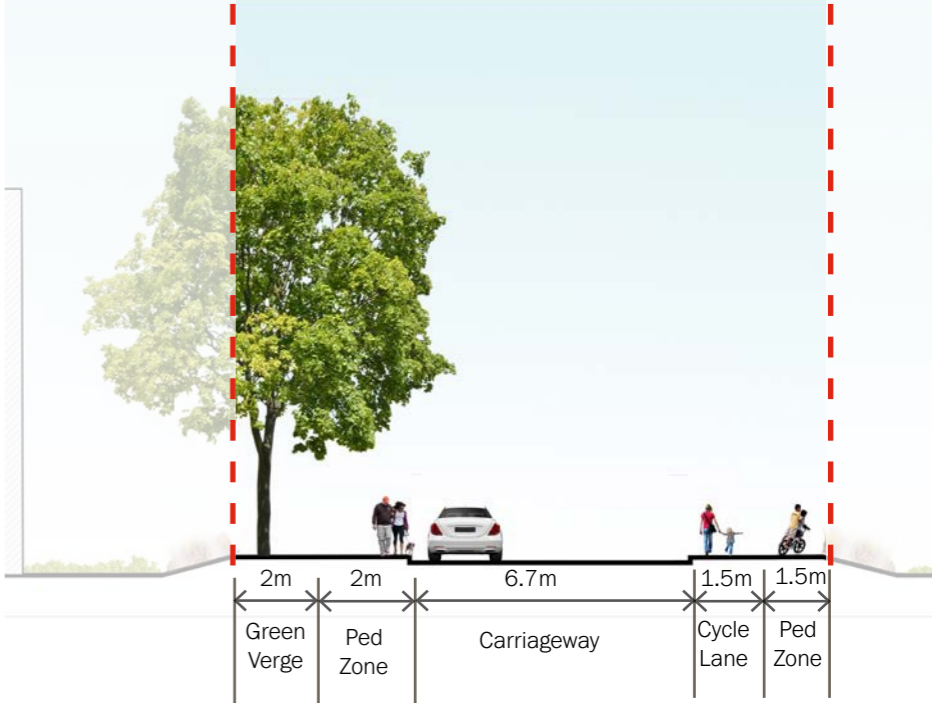 2m 2m 6.7m 1.5m 1.5m
Green
Verge
Ped
Zone
Carriageway
Cycle
Lane
Ped
Zone